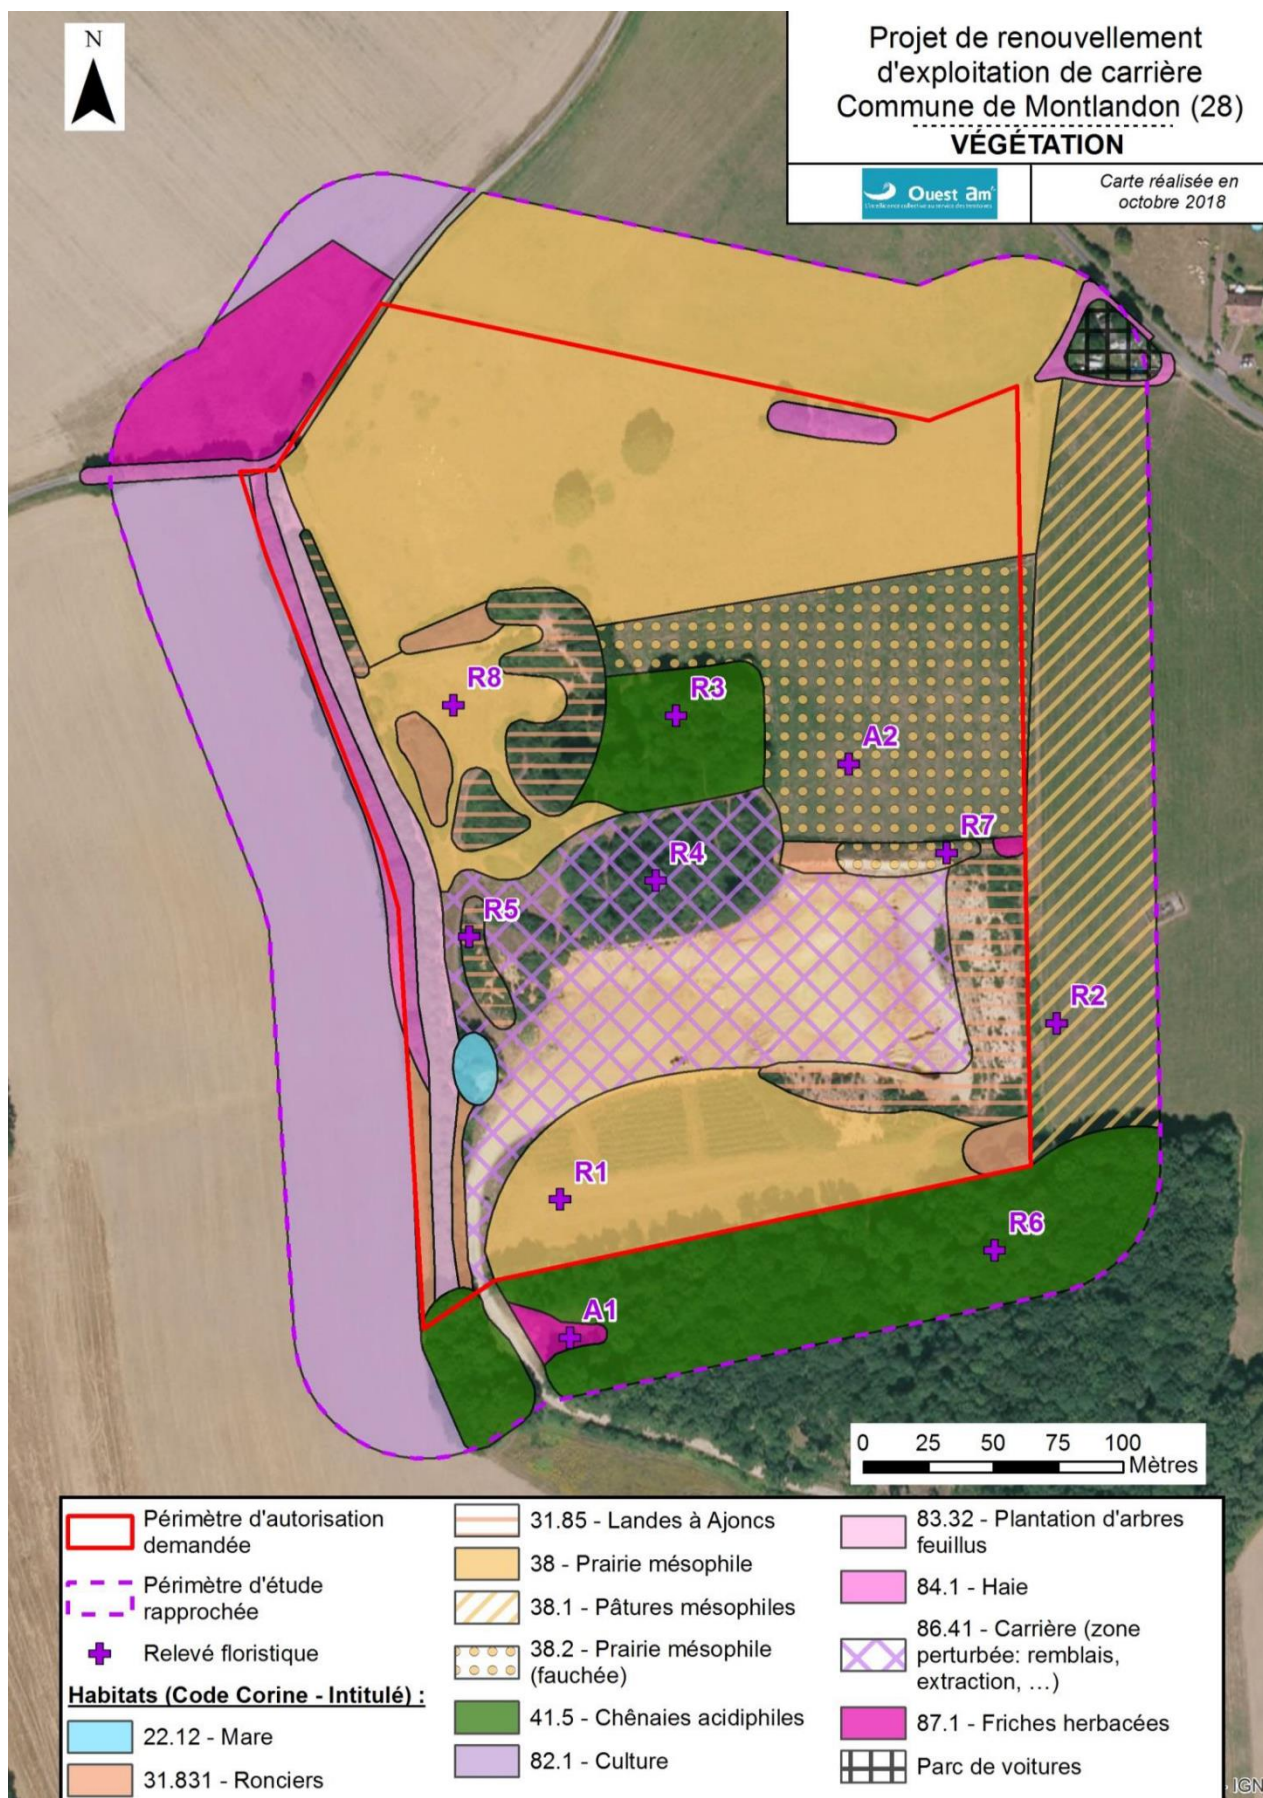 N
Projet de renouvellement
d'exploitation de carrière
Commune de Montlandon (28)
VÉGÉTATION
Ouest am'
Carte réalisée en
octobre 2018
R8
R3
A2
R7
R4
R5
R2
R1
R6
A1
0 25 50 75 100
Mètres
Périmètre d'autorisation
demandée
Périmètre d'étude
rapprochée
Relevé floristique
Habitats (Code Corine - Intitulé) :
22.12 - Mare
31.831 - Ronciers
31.85 - Landes à Ajoncs
38 - Prairie mésophile
38.1 - Pâtures mésophiles
38.2 - Prairie mésophile
(fauchée)
41.5 - Chênaies acidiphiles
82.1 - Culture
83.32 - Plantation d'arbres
feuillus
84.1 - Haie
86.41 - Carrière (zone
perturbée: remblais,
extraction, …)
87.1 - Friches herbacées
Parc de voitures
IGN